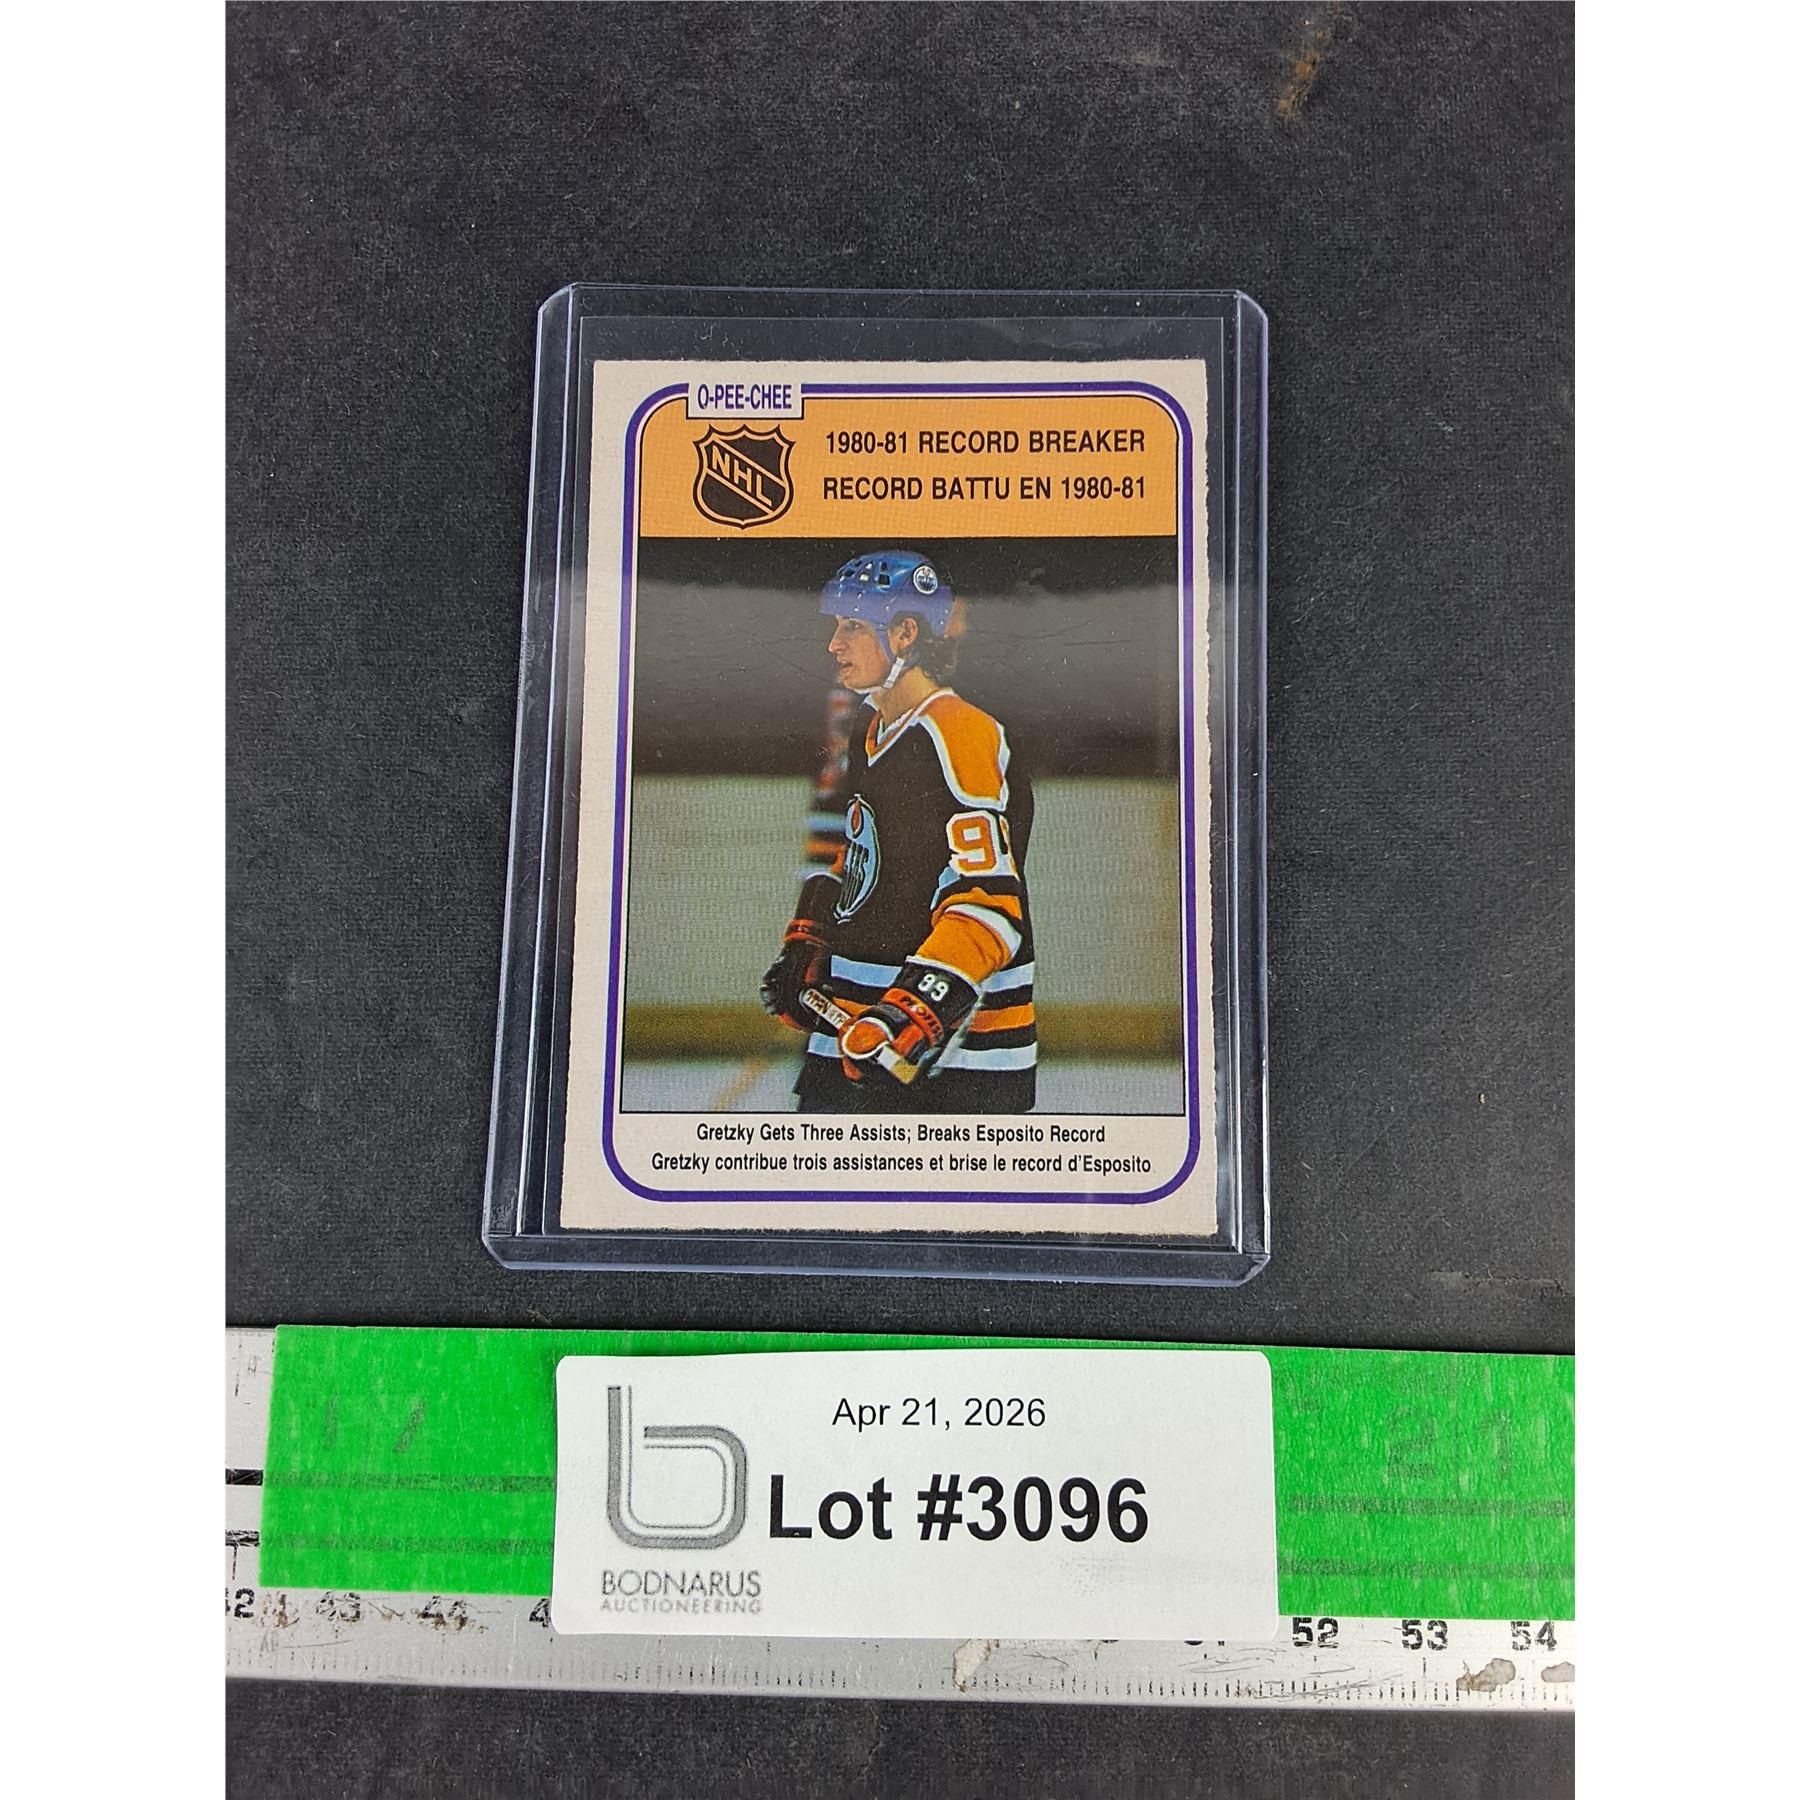 O-PEE-CHEE
NHL
1980-81 RECORD BREAKER
RECORD BATTU EN 1980-81
99
Gretzky Gets Three Assists; Breaks Esposito Record
Gretzky contribue trois assistances et brise le record d'Esposito
Apr 21, 2026
Lot #3096
BODNARUS
AUCTIONEERING
43 44 52 53 54